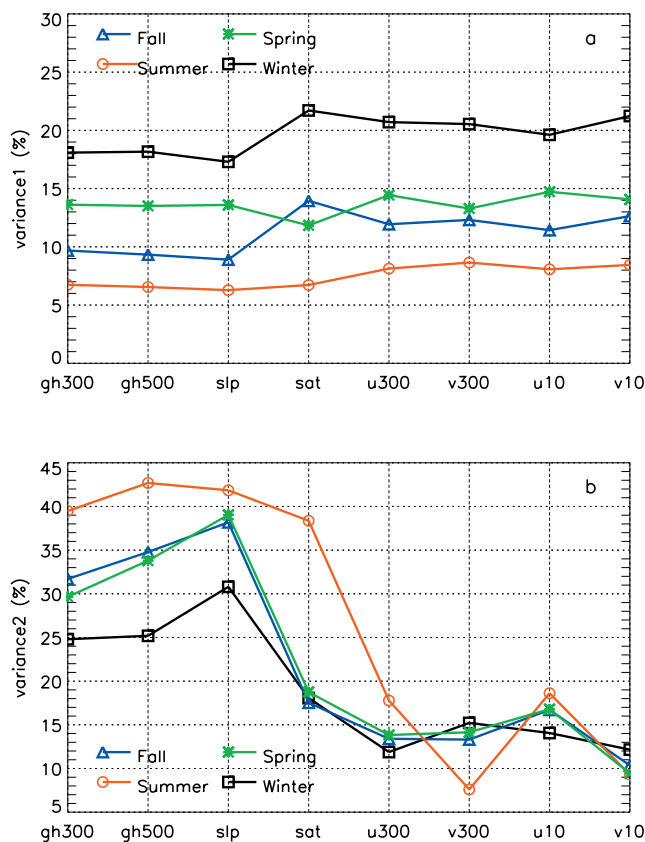 30
25
20
15
10
5
0
variance1 (%)
Fall
Spring
Summer
Winter
a
gh300 gh500 slp sat u300 v300 u10 v10
45
40
35
30
25
20
15
10
5
variance2 (%)
b
Fall
Spring
Summer
Winter
gh300 gh500 slp sat u300 v300 u10 v10